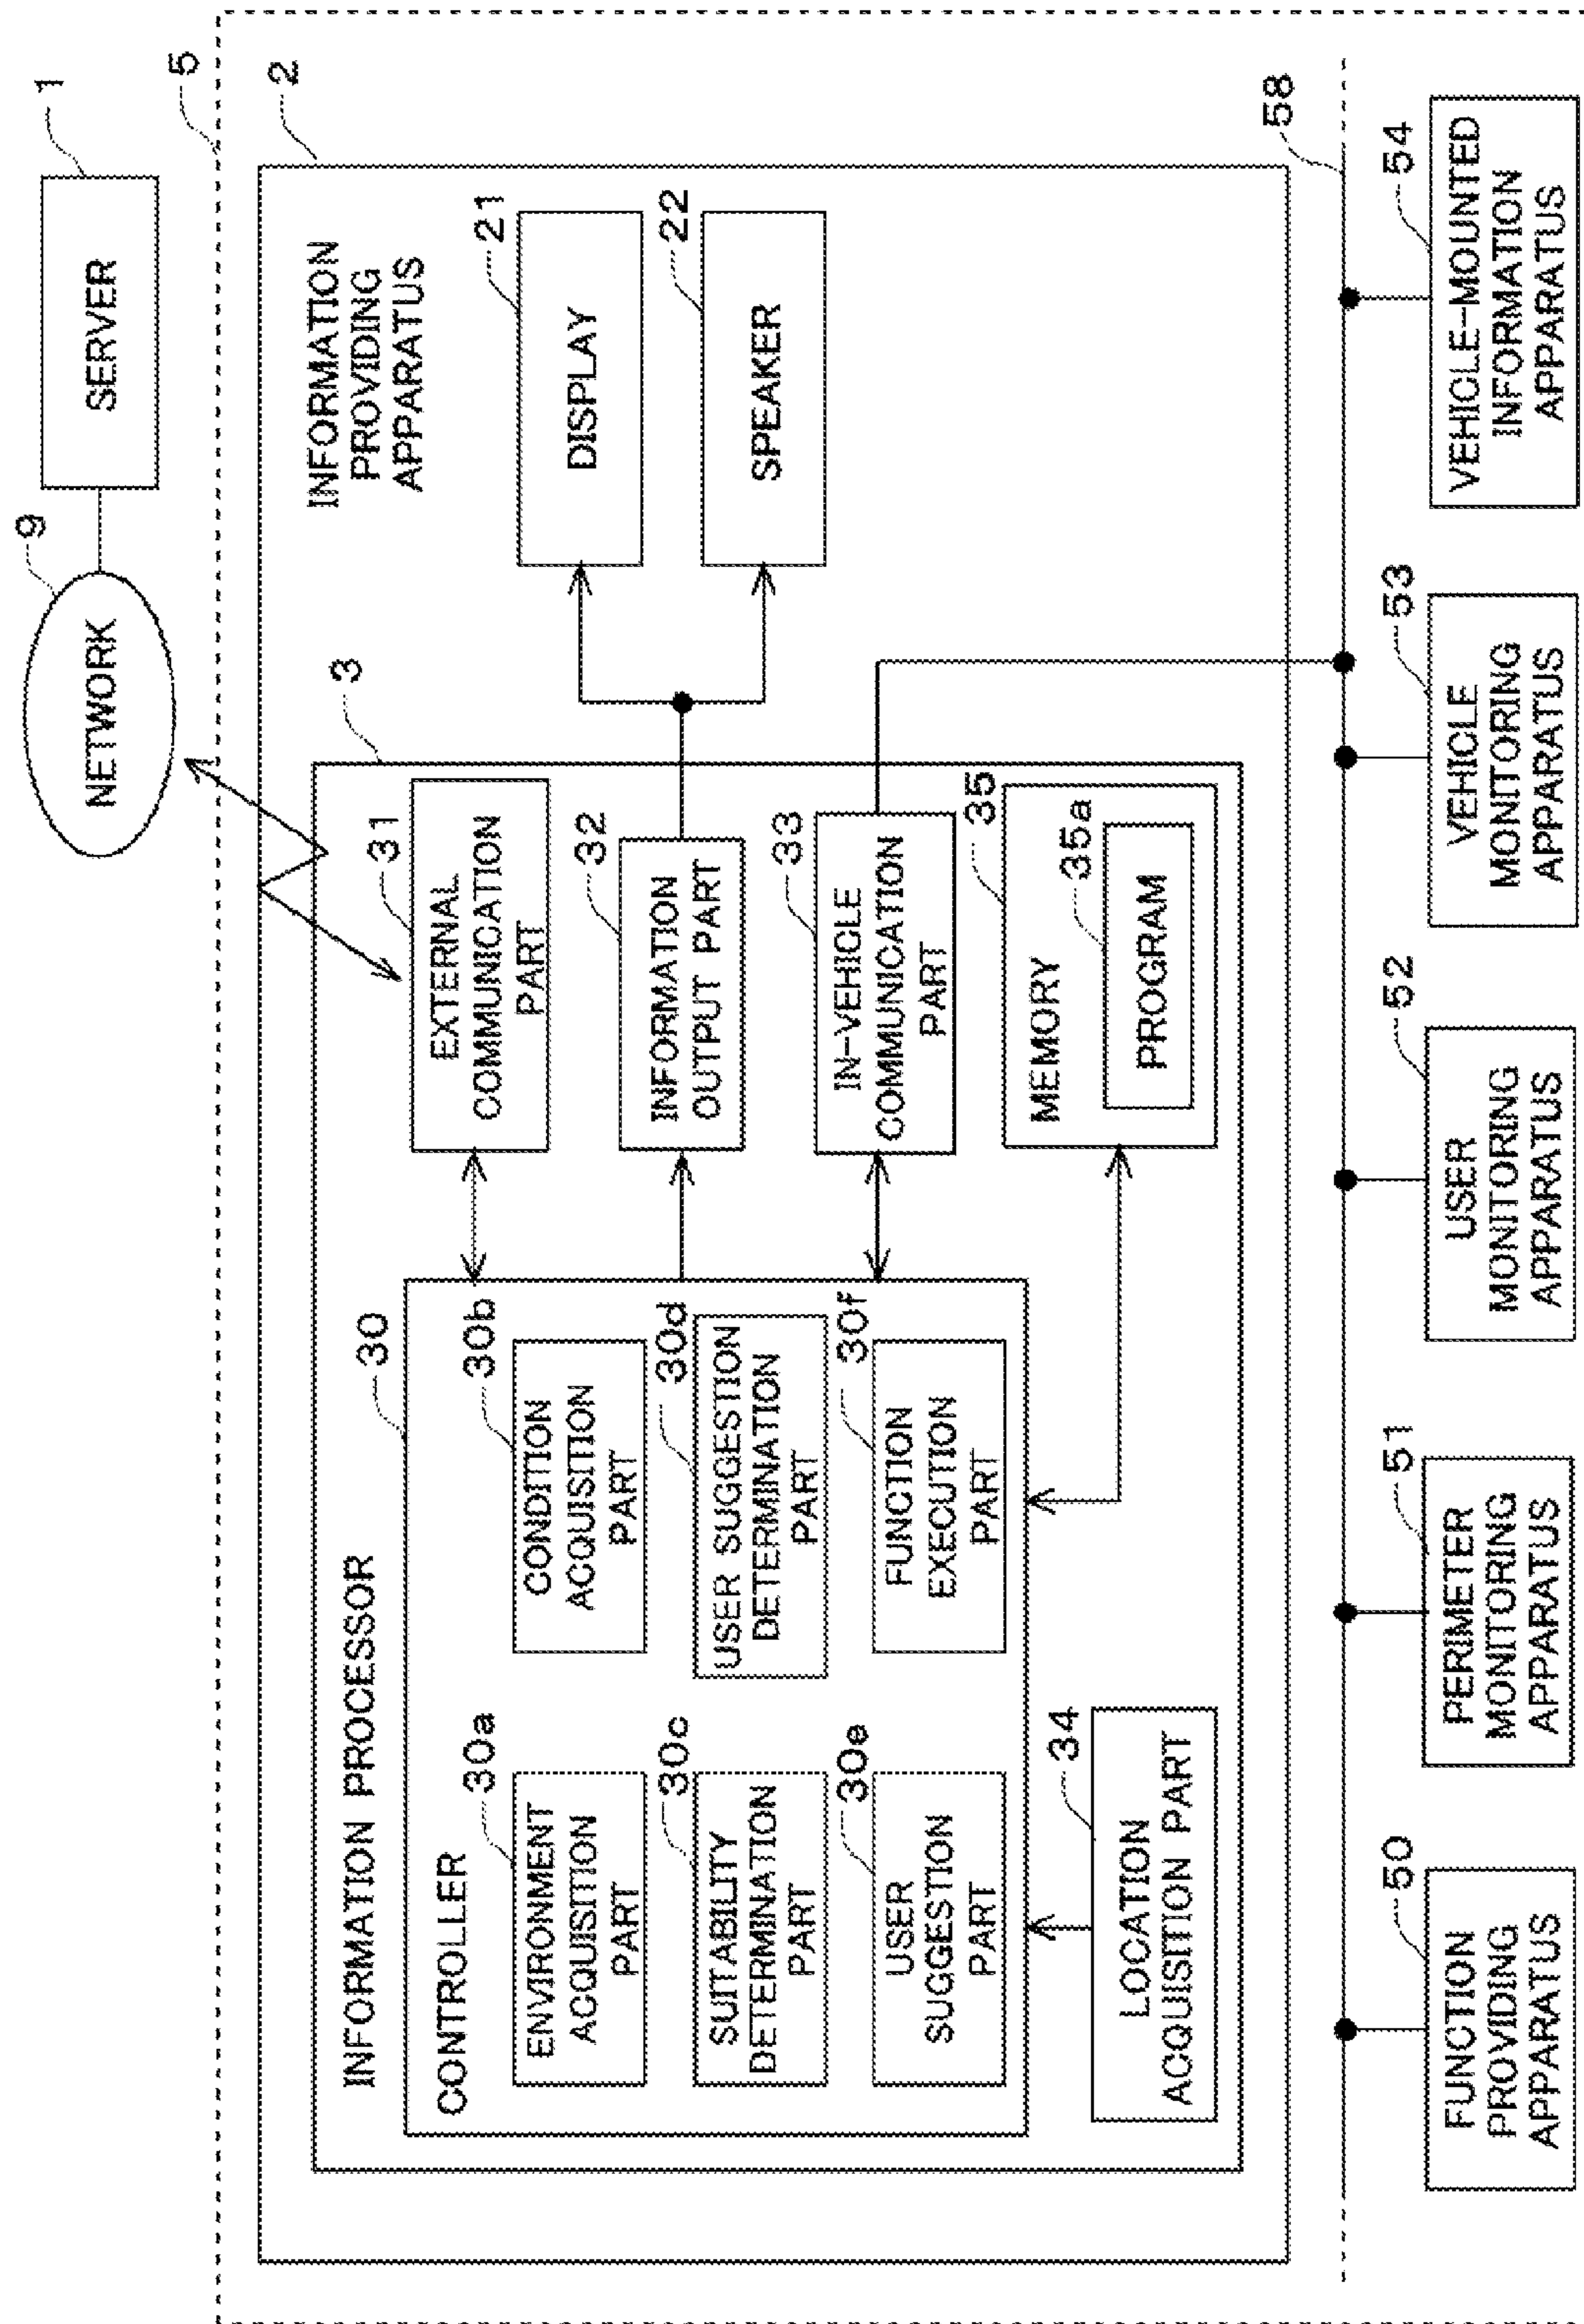 1
SERVER
9
NETWORK
5
2
INFORMATION
PROVIDING
APPARATUS
21
DISPLAY
22
SPEAKER
3
INFORMATION PROCESSOR
30
CONTROLLER
30a
ENVIRONMENT
ACQUISITION
PART
30b
CONDITION
ACQUISITION
PART
30c
SUITABILITY
DETERMINATION
PART
30d
USER SUGGESTION
DETERMINATION
PART
30e
USER
SUGGESTION
PART
30f
FUNCTION
EXECUTION
PART
31
EXTERNAL
COMMUNICATION
PART
32
INFORMATION
OUTPUT PART
33
IN-VEHICLE
COMMUNICATION
PART
34
LOCATION
ACQUISITION PART
35
MEMORY
35a
PROGRAM
58
50
FUNCTION
PROVIDING
APPARATUS
51
PERIMETER
MONITORING
APPARATUS
52
USER
MONITORING
APPARATUS
53
VEHICLE
MONITORING
APPARATUS
54
VEHICLE-MOUNTED
INFORMATION
APPARATUS